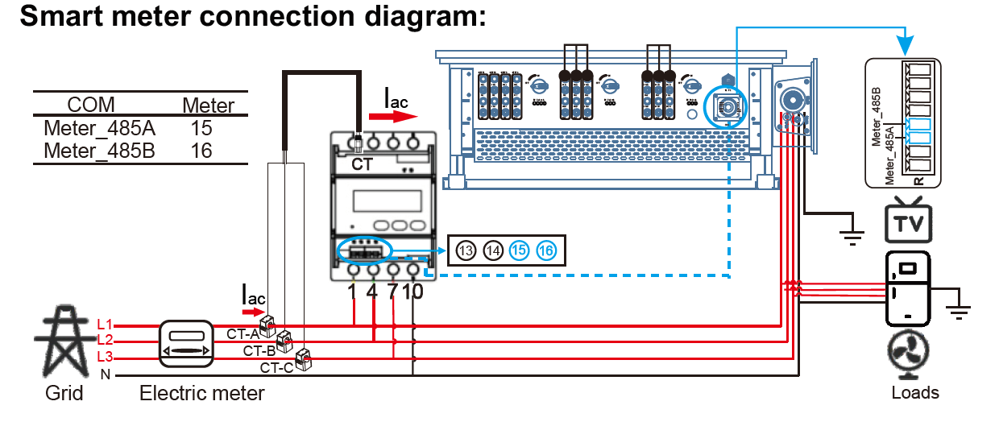 Smart meter connection diagram:
COM Meter
Meter_485A 15
Meter_485B 16
Iac
CT
Meter_485B
Meter_485A
R
TV
13 14 15 16
1 4 7 10
Iac
L1
L2
L3
N
CT-A
CT-B
CT-C
Grid
Electric meter
Loads